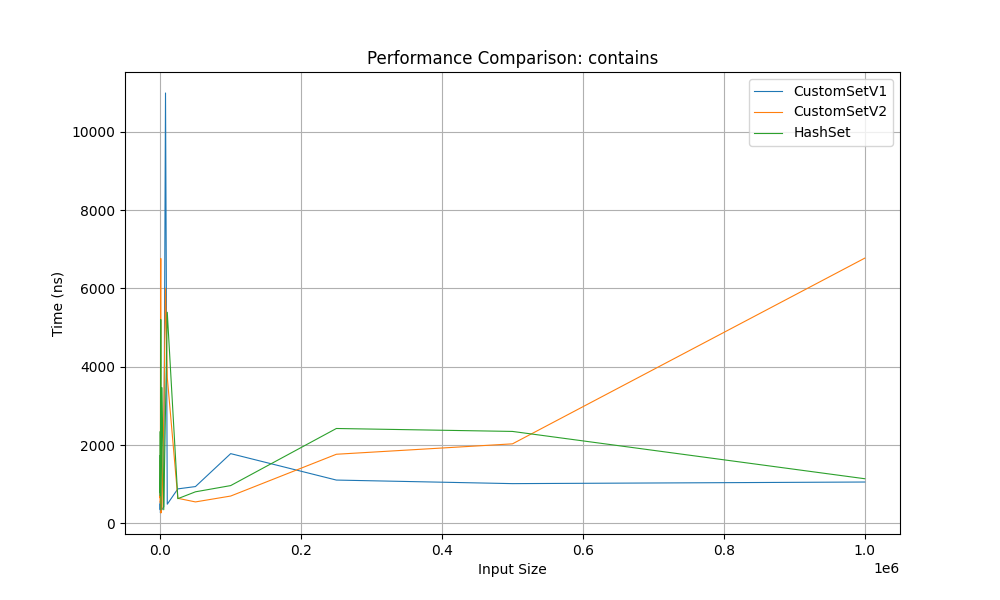 Performance Comparison: contains
CustomSetV1
CustomSetV2
HashSet
Time (ns)
10000
8000
6000
4000
2000
0
0.0 0.2 0.4 0.6 0.8 1.0
1e6
Input Size